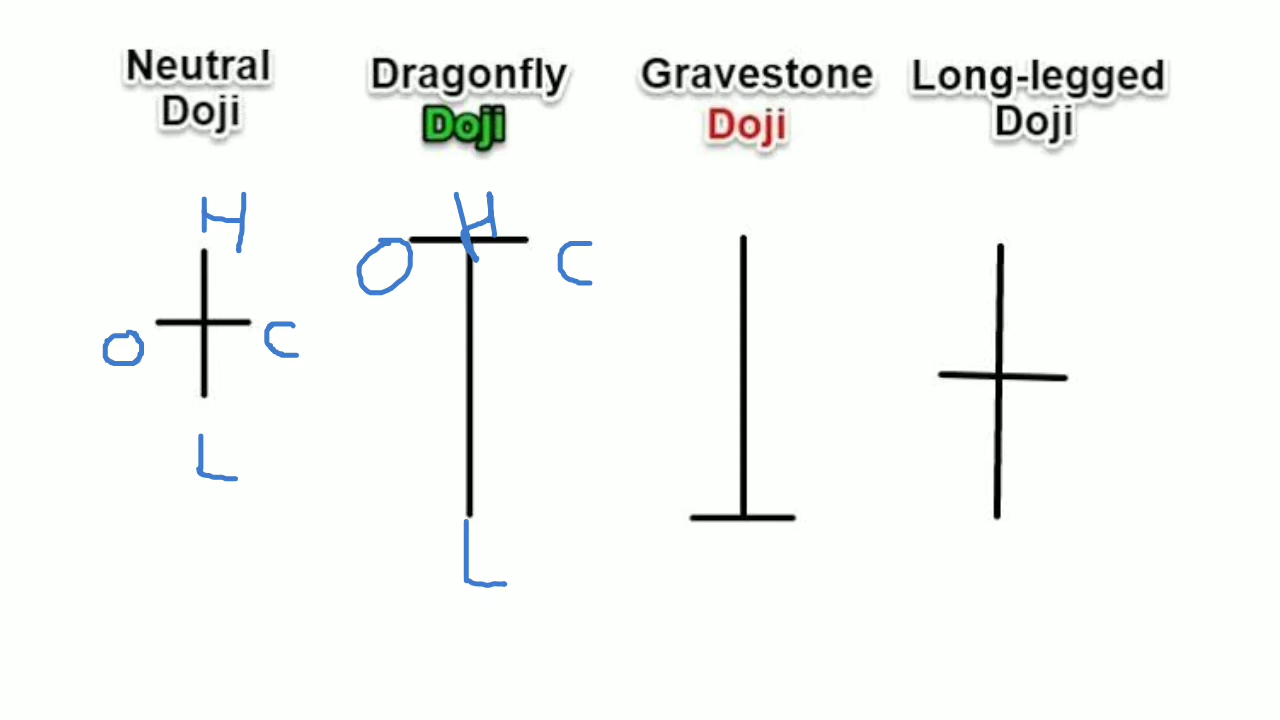 Neutral
Doji
Dragonfly
Doji
Gravestone
Doji
Long-legged
Doji
H
O
C
L
H
O
C
L